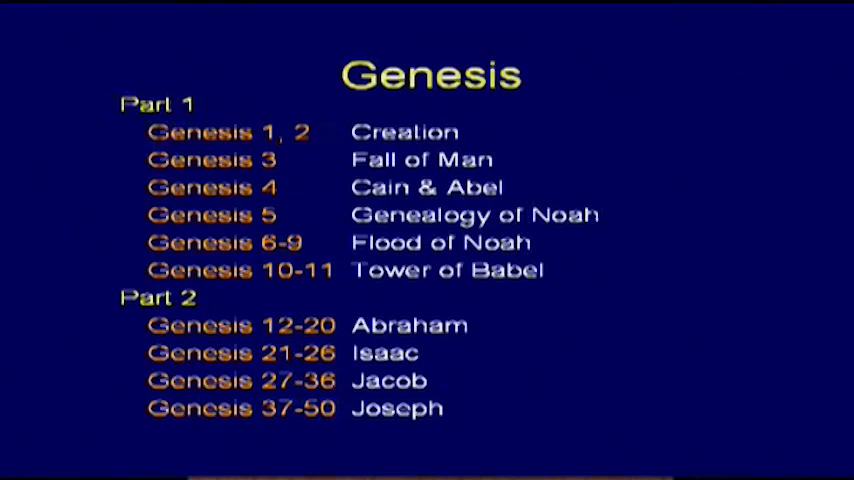 Genesis
Part 1
Genesis 1, 2 Creation
Genesis 3 Fall of Man
Genesis 4 Cain & Abel
Genesis 5 Genealogy of Noah
Genesis 6-9 Flood of Noah
Genesis 10-11 Tower of Babel
Part 2
Genesis 12-20 Abraham
Genesis 21-26 Isaac
Genesis 27-36 Jacob
Genesis 37-50 Joseph